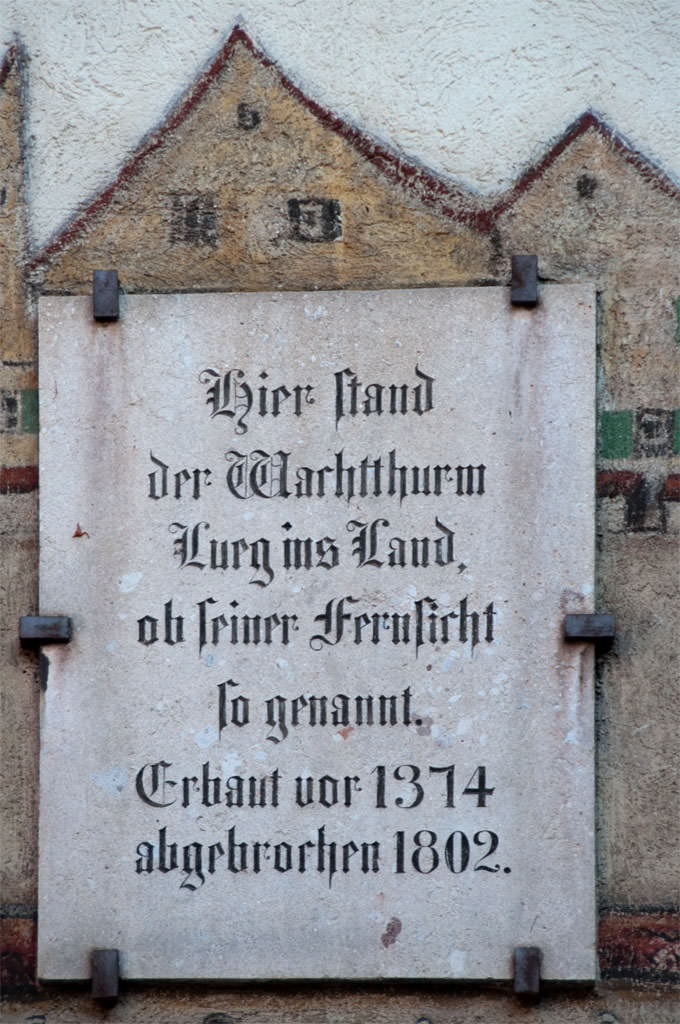 Hier stand
der Wachtthurm
Lueg ins Land,
ob seiner Fernsicht
so genannt.
Erbaut vor 1374
abgebrochen 1802.